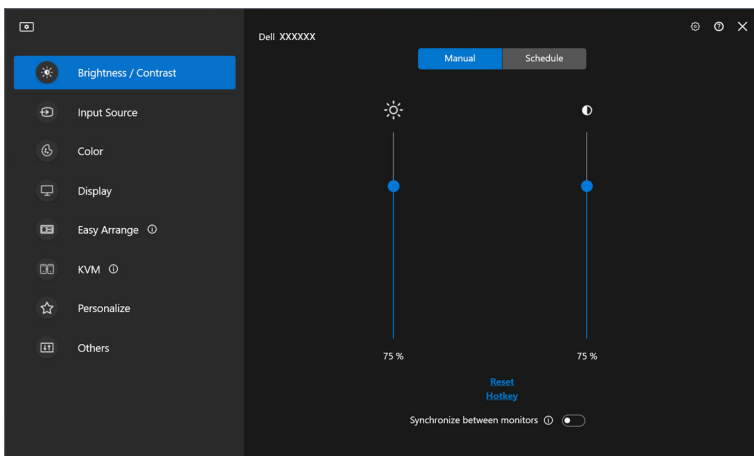 Dell XXXXXX
Manual Schedule
Brightness / Contrast
Input Source
Color
Display
Easy Arrange
KVM
Personalize
Others
75 % 75 %
Reset
Hotkey
Synchronize between monitors